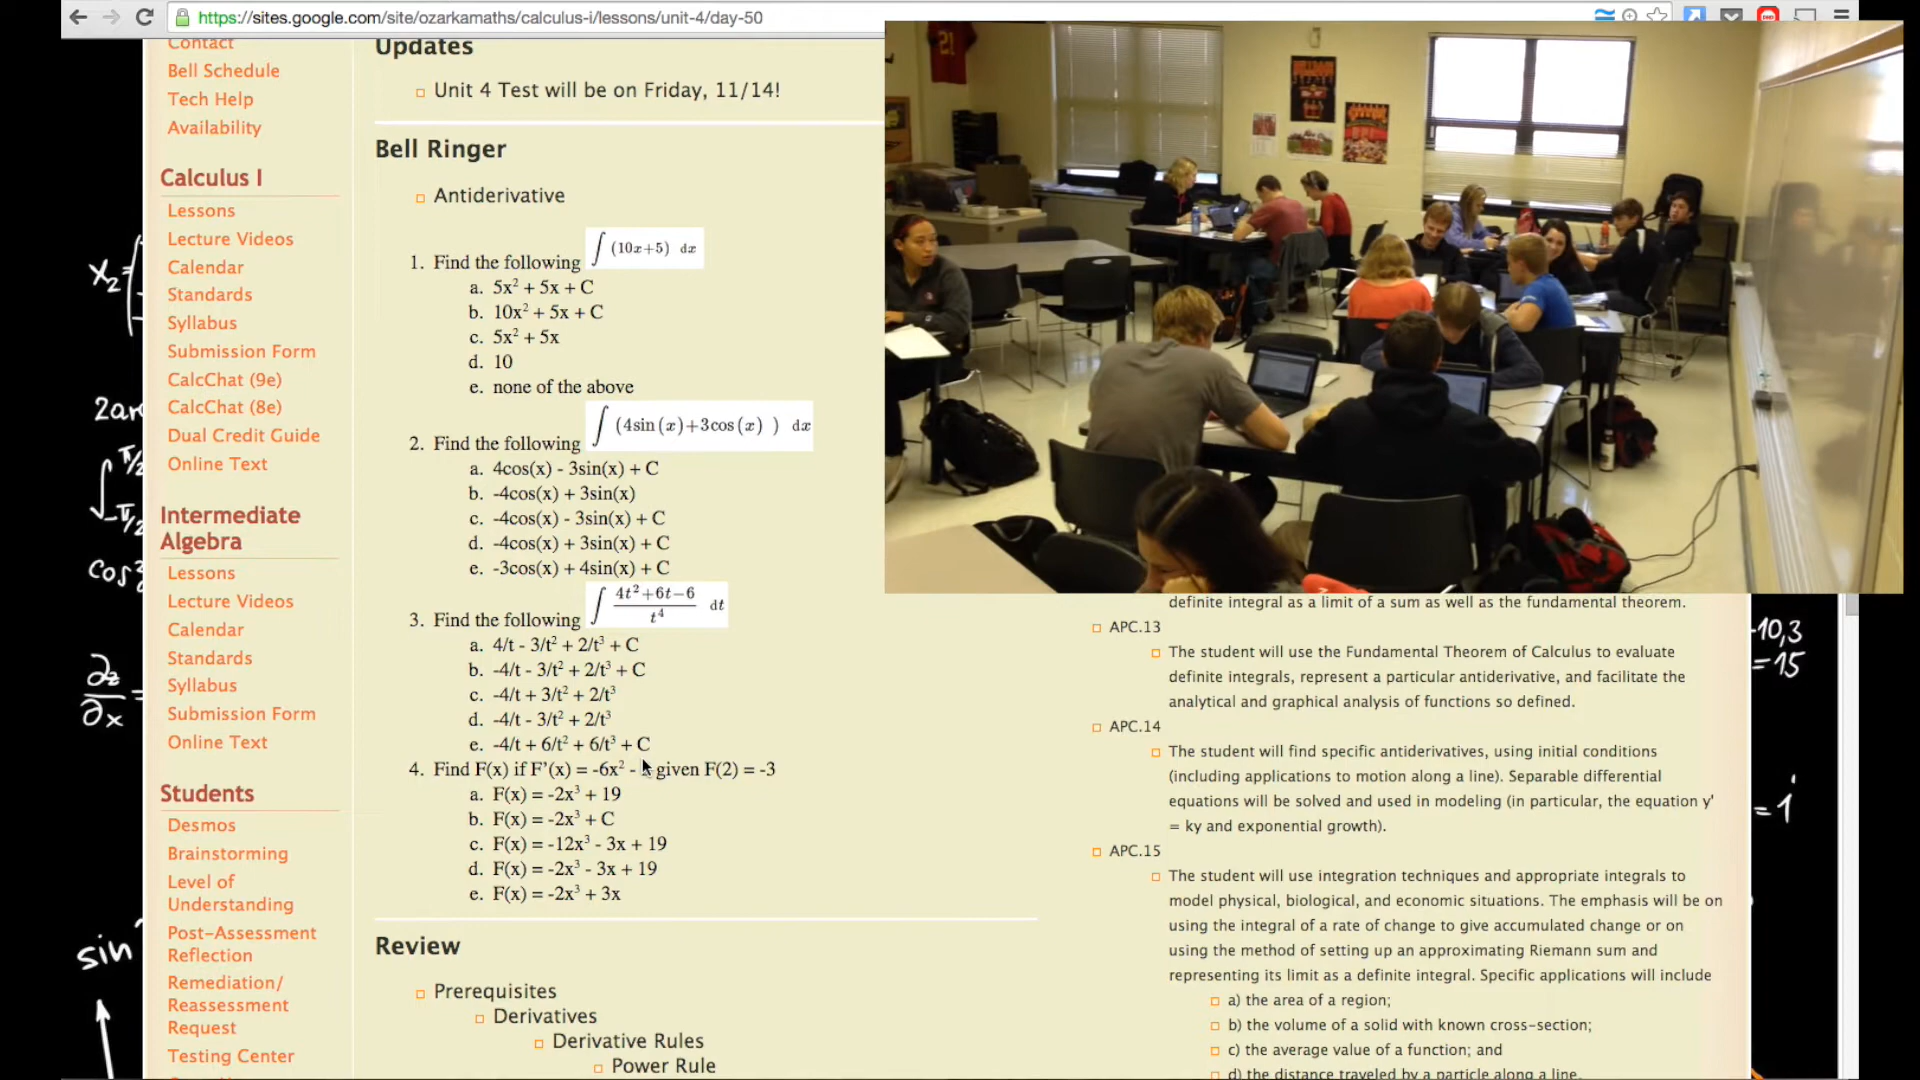 https://sites.google.com/site/ozarkamaths/calculus-i/lessons/unit-4/day-50
Contact
Bell Schedule
Tech Help
Availability
Calculus I
Lessons
Lecture Videos
Calendar
Standards
Syllabus
Submission Form
CalcChat (9e)
CalcChat (8e)
Dual Credit Guide
Online Text
Intermediate
Algebra
Lessons
Lecture Videos
Calendar
Standards
Syllabus
Submission Form
Online Text
Students
Desmos
Brainstorming
Level of
Understanding
Post-Assessment
Reflection
Remediation/
Reassessment
Request
Testing Center
Updates
Unit 4 Test will be on Friday, 11/14!
Bell Ringer
Antiderivative
1. Find the following ∫ (10x+5) dx
a. 5x² + 5x + C
b. 10x² + 5x + C
c. 5x² + 5x
d. 10
e. none of the above
2. Find the following ∫ (4sin(x)+3cos(x) ) dx
a. 4cos(x) - 3sin(x) + C
b. -4cos(x) + 3sin(x)
c. -4cos(x) - 3sin(x) + C
d. -4cos(x) + 3sin(x) + C
e. -3cos(x) + 4sin(x) + C
3. Find the following ∫ (4t²+6t−6)/t⁴ dt
a. 4/t - 3/t² + 2/t³ + C
b. -4/t - 3/t² + 2/t³ + C
c. -4/t + 3/t² + 2/t³
d. -4/t - 3/t² + 2/t³
e. -4/t + 6/t² + 6/t³ + C
4. Find F(x) if F'(x) = -6x² - given F(2) = -3
a. F(x) = -2x³ + 19
b. F(x) = -2x³ + C
c. F(x) = -12x³ - 3x + 19
d. F(x) = -2x³ - 3x + 19
e. F(x) = -2x³ + 3x
Review
Prerequisites
Derivatives
Derivative Rules
Power Rule
definite integral as a limit of a sum as well as the fundamental theorem.
APC.13
The student will use the Fundamental Theorem of Calculus to evaluate
definite integrals, represent a particular antiderivative, and facilitate the
analytical and graphical analysis of functions so defined.
APC.14
The student will find specific antiderivatives, using initial conditions
(including applications to motion along a line). Separable differential
equations will be solved and used in modeling (in particular, the equation y'
= ky and exponential growth).
APC.15
The student will use integration techniques and appropriate integrals to
model physical, biological, and economic situations. The emphasis will be on
using the integral of a rate of change to give accumulated change or on
using the method of setting up an approximating Riemann sum and
representing its limit as a definite integral. Specific applications will include
a) the area of a region;
b) the volume of a solid with known cross-section;
c) the average value of a function; and
d) the distance traveled by a particle along a line.
x₂=
∂z
∂x =
sin
-10,3
=15
21